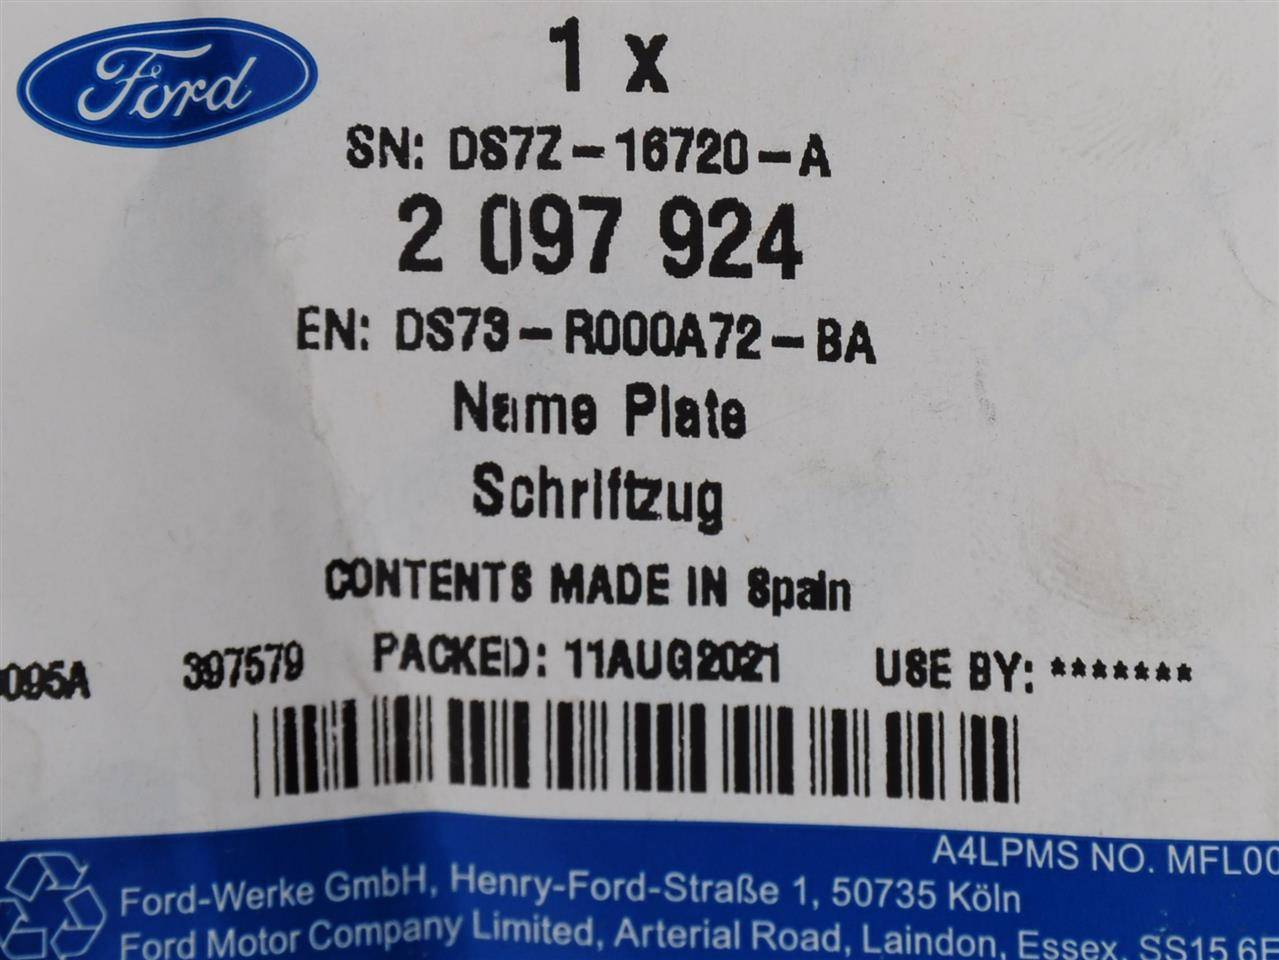 Ford
1 x
SN: DS7Z-16720-A
2 097 924
EN: DS73-R000A72-BA
Name Plate
Schriftzug
CONTENTS MADE IN Spain
095A 397579 PACKED: 11AUG2021 USE BY: *******
A4LPMS NO. MFL00
Ford-Werke GmbH, Henry-Ford-Straße 1, 50735 Köln
Ford Motor Company Limited, Arterial Road, Laindon, Essex, SS15 6E